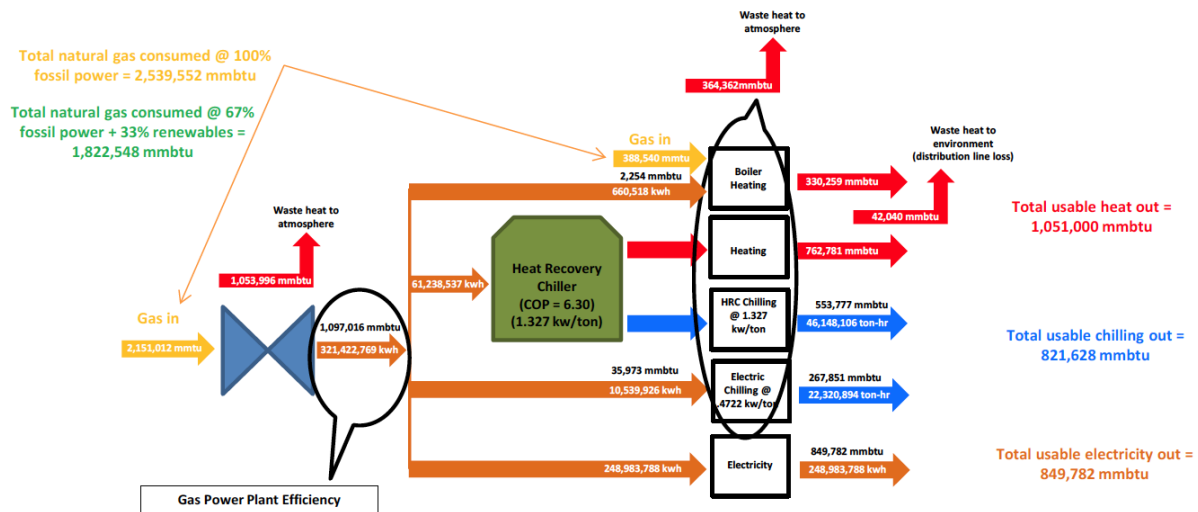 Total natural gas consumed @ 100%
fossil power = 2,539,552 mmbtu
Total natural gas consumed @ 67%
fossil power + 33% renewables =
1,822,548 mmbtu
Waste heat to
atmosphere
364,362mmbtu
Gas in
388,540 mmtu
2,254 mmbtu
660,518 kwh
Boiler
Heating
330,259 mmbtu
Waste heat to
environment
(distribution line loss)
42,040 mmbtu
Total usable heat out =
1,051,000 mmbtu
Waste heat to
atmosphere
1,053,996 mmbtu
61,238,537 kwh
Heat Recovery
Chiller
(COP = 6.30)
(1.327 kw/ton)
Heating
762,781 mmbtu
Gas in
2,151,012 mmtu
1,097,016 mmbtu
321,422,769 kwh
HRC Chilling
@ 1.327
kw/ton
553,777 mmbtu
46,148,106 ton-hr
Total usable chilling out =
821,628 mmbtu
35,973 mmbtu
10,539,926 kwh
Electric
Chilling @
.4722 kw/ton
267,851 mmbtu
22,320,894 ton-hr
248,983,788 kwh
Electricity
849,782 mmbtu
248,983,788 kwh
Total usable electricity out =
849,782 mmbtu
Gas Power Plant Efficiency